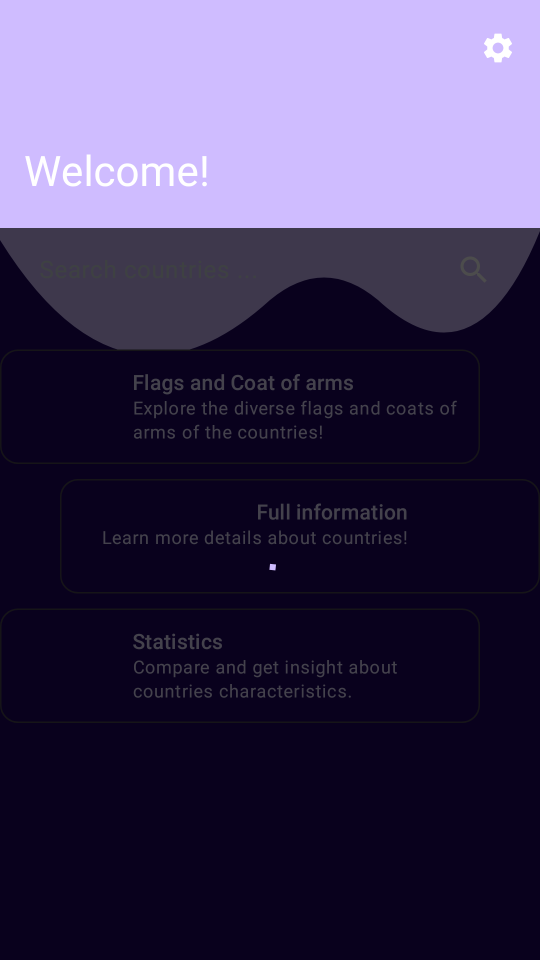 Welcome!
Search countries ...
Flags and Coat of arms
Explore the diverse flags and coats of
arms of the countries!
Full information
Learn more details about countries!
Statistics
Compare and get insight about
countries characteristics.